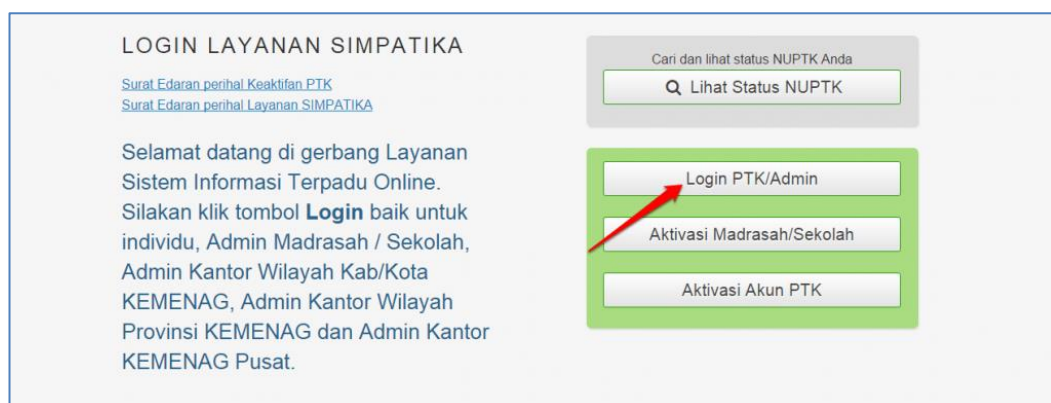 LOGIN LAYANAN SIMPATIKA
Surat Edaran perihal Keaktifan PTK
Surat Edaran perihal Layanan SIMPATIKA
Selamat datang di gerbang Layanan
Sistem Informasi Terpadu Online.
Silakan klik tombol Login baik untuk
individu, Admin Madrasah / Sekolah,
Admin Kantor Wilayah Kab/Kota
KEMENAG, Admin Kantor Wilayah
Provinsi KEMENAG dan Admin Kantor
KEMENAG Pusat.
Cari dan lihat status NUPTK Anda
Lihat Status NUPTK
Login PTK/Admin
Aktivasi Madrasah/Sekolah
Aktivasi Akun PTK